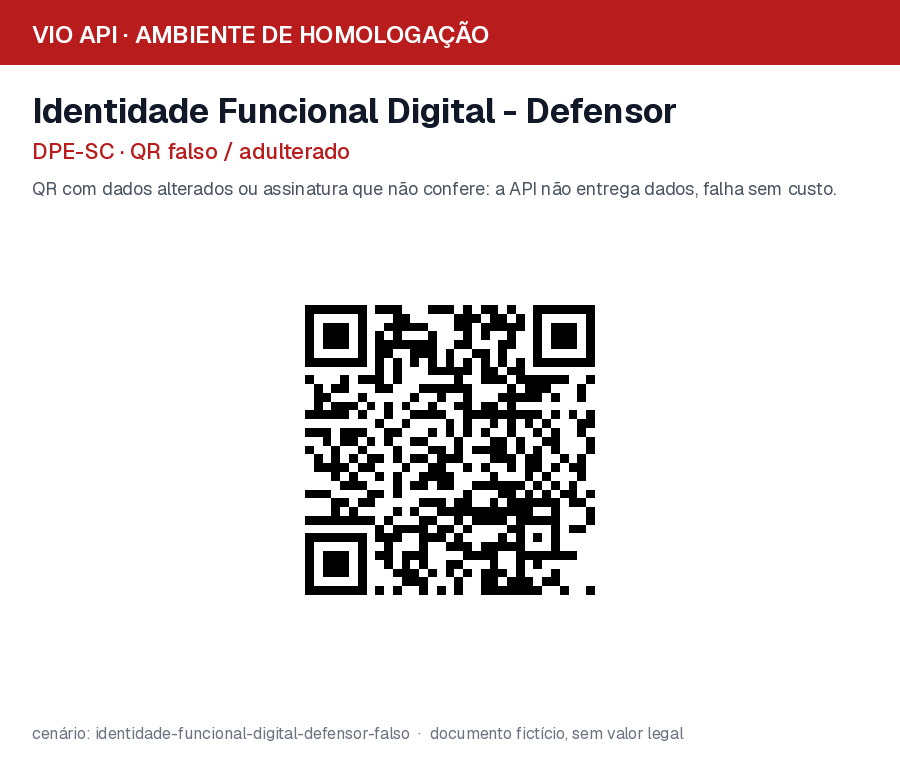 VIO API · AMBIENTE DE HOMOLOGAÇÃO
Identidade Funcional Digital - Defensor
DPE-SC · QR falso / adulterado
QR com dados alterados ou assinatura que não confere: a API não entrega dados, falha sem custo.
cenário: identidade-funcional-digital-defensor-falso · documento fictício, sem valor legal